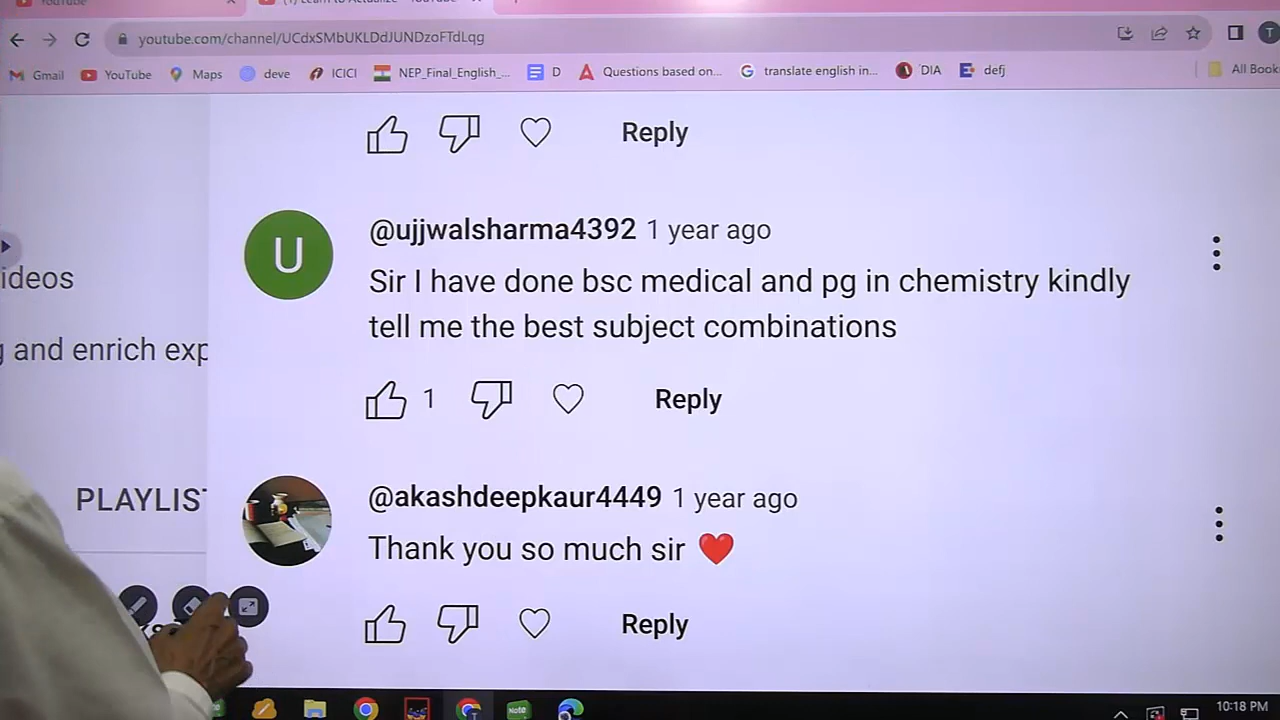 YouTube
youtube.com/channel/UCdxSMbUKLDdJUNDzoFTdLqg
T
Gmail
YouTube
Maps
deve
ICICI
NEP_Final_English_...
D
Questions based on...
translate english in...
'DIA
defj
All Book
Reply
U
@ujjwalsharma4392 1 year ago
Sir I have done bsc medical and pg in chemistry kindly
tell me the best subject combinations
1
Reply
ideos
and enrich exp
PLAYLIS
@akashdeepkaur4449 1 year ago
Thank you so much sir ❤️
Reply
Note
10:18 PM